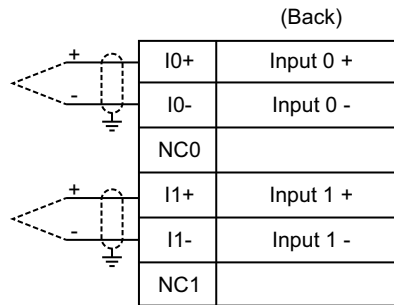 (Back)
+ I0+ Input 0 +
- I0- Input 0 -
NC0
+ I1+ Input 1 +
- I1- Input 1 -
NC1